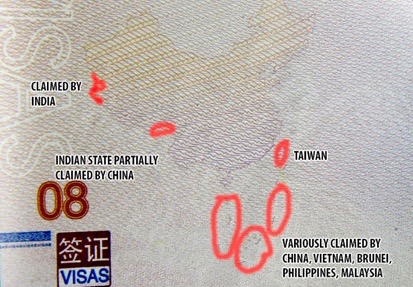 CLAIMED BY
INDIA
INDIAN STATE PARTIALLY
CLAIMED BY CHINA
TAIWAN
08
签证
VISAS
VARIOUSLY CLAIMED BY
CHINA, VIETNAM, BRUNEI,
PHILIPPINES, MALAYSIA